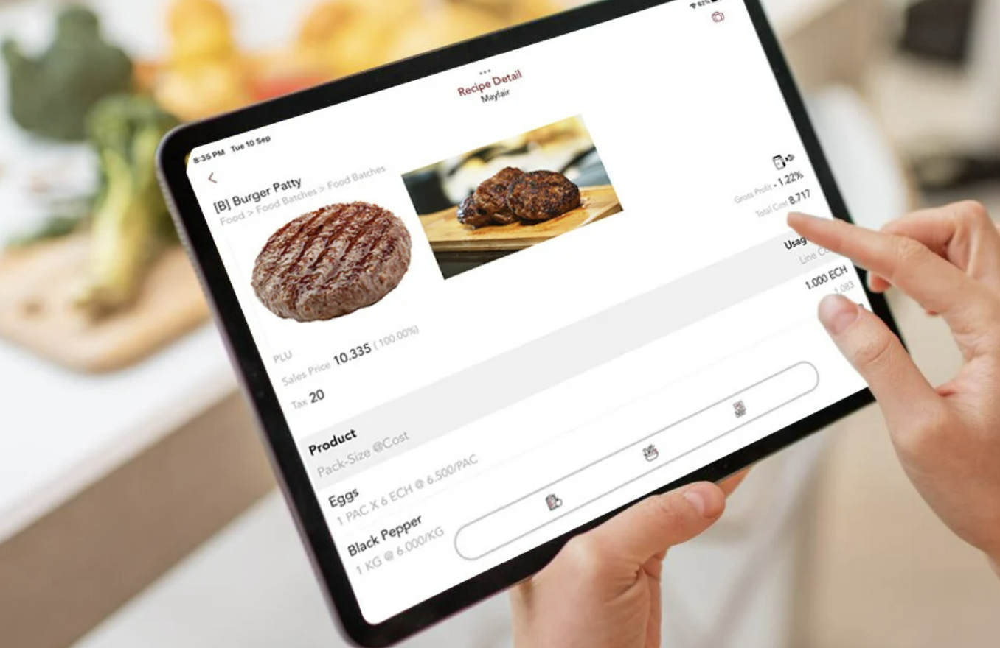 8:35 PM Tue 10 Sep
63%
Recipe Detail
Mayfair
[B] Burger Patty
Food > Food Batches > Food Batches
Gross Profit - 1.22%
Total Cost 8.717
PLU
Sales Price 10.335 ( 100.00%)
Tax 20
Product
Pack-Size @Cost
Usag
Line Co
Eggs
1.000 ECH
1 PAC X 6 ECH @ 6.500/PAC
1.083
Black Pepper
1 KG @ 6.000/KG